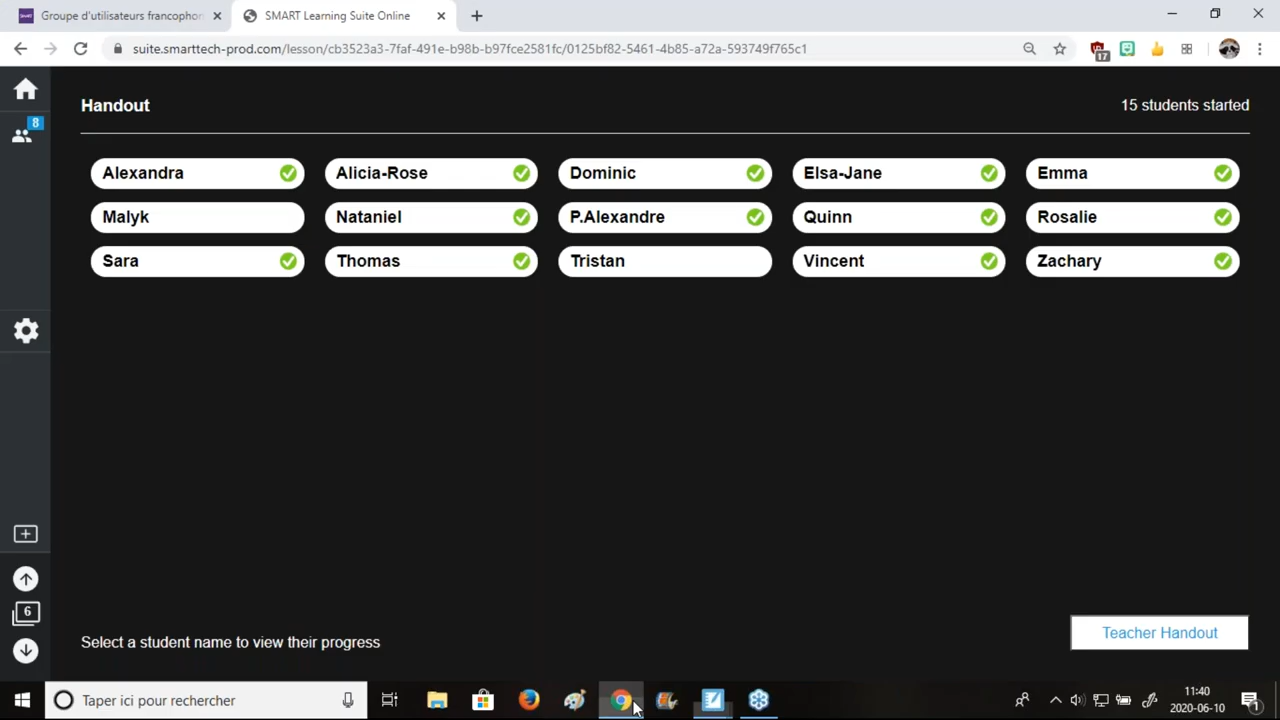 Groupe d'utilisateurs francophon
SMART Learning Suite Online
suite.smarttech-prod.com/lesson/cb3523a3-7faf-491e-b98b-b97fce2581fc/0125bf82-5461-4b85-a72a-593749f765c1
17
8
Handout
15 students started
Alexandra
Alicia-Rose
Dominic
Elsa-Jane
Emma
Malyk
Nataniel
P.Alexandre
Quinn
Rosalie
Sara
Thomas
Tristan
Vincent
Zachary
6
Select a student name to view their progress
Teacher Handout
Taper ici pour rechercher
11:40
2020-06-10
1